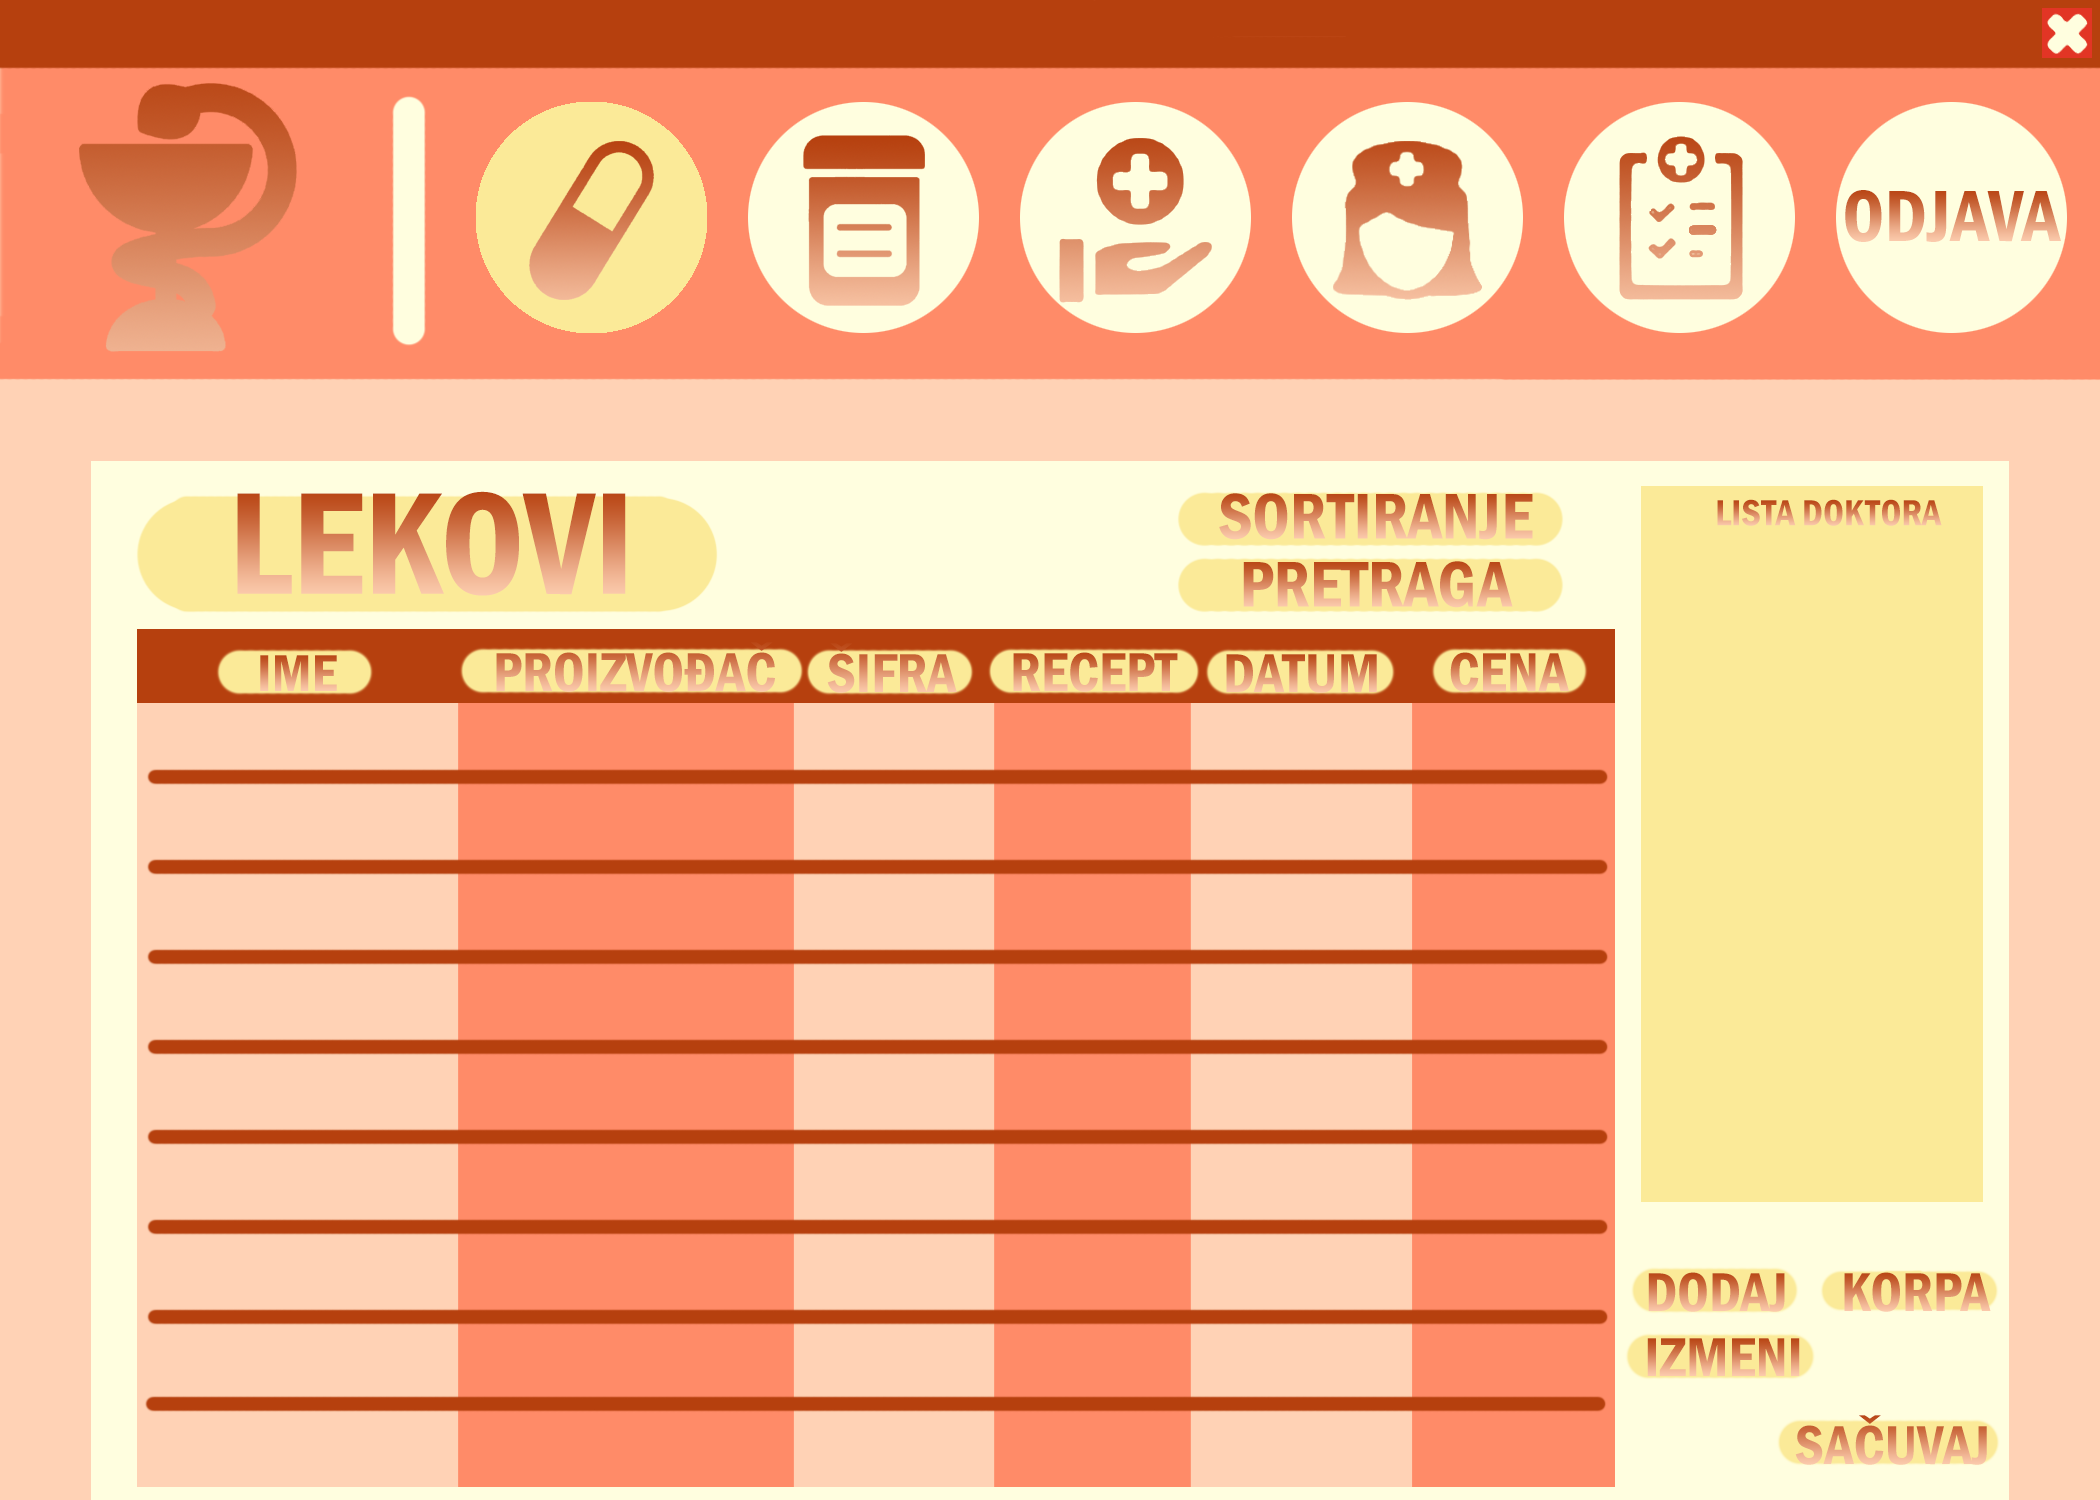 ODJAVA
LEKOVI
SORTIRANJE
PRETRAGA
LISTA DOKTORA
IME PROIZVOĐAČ ŠIFRA RECEPT DATUM CENA
DODAJ KORPA
IZMENI
SAČUVAJ